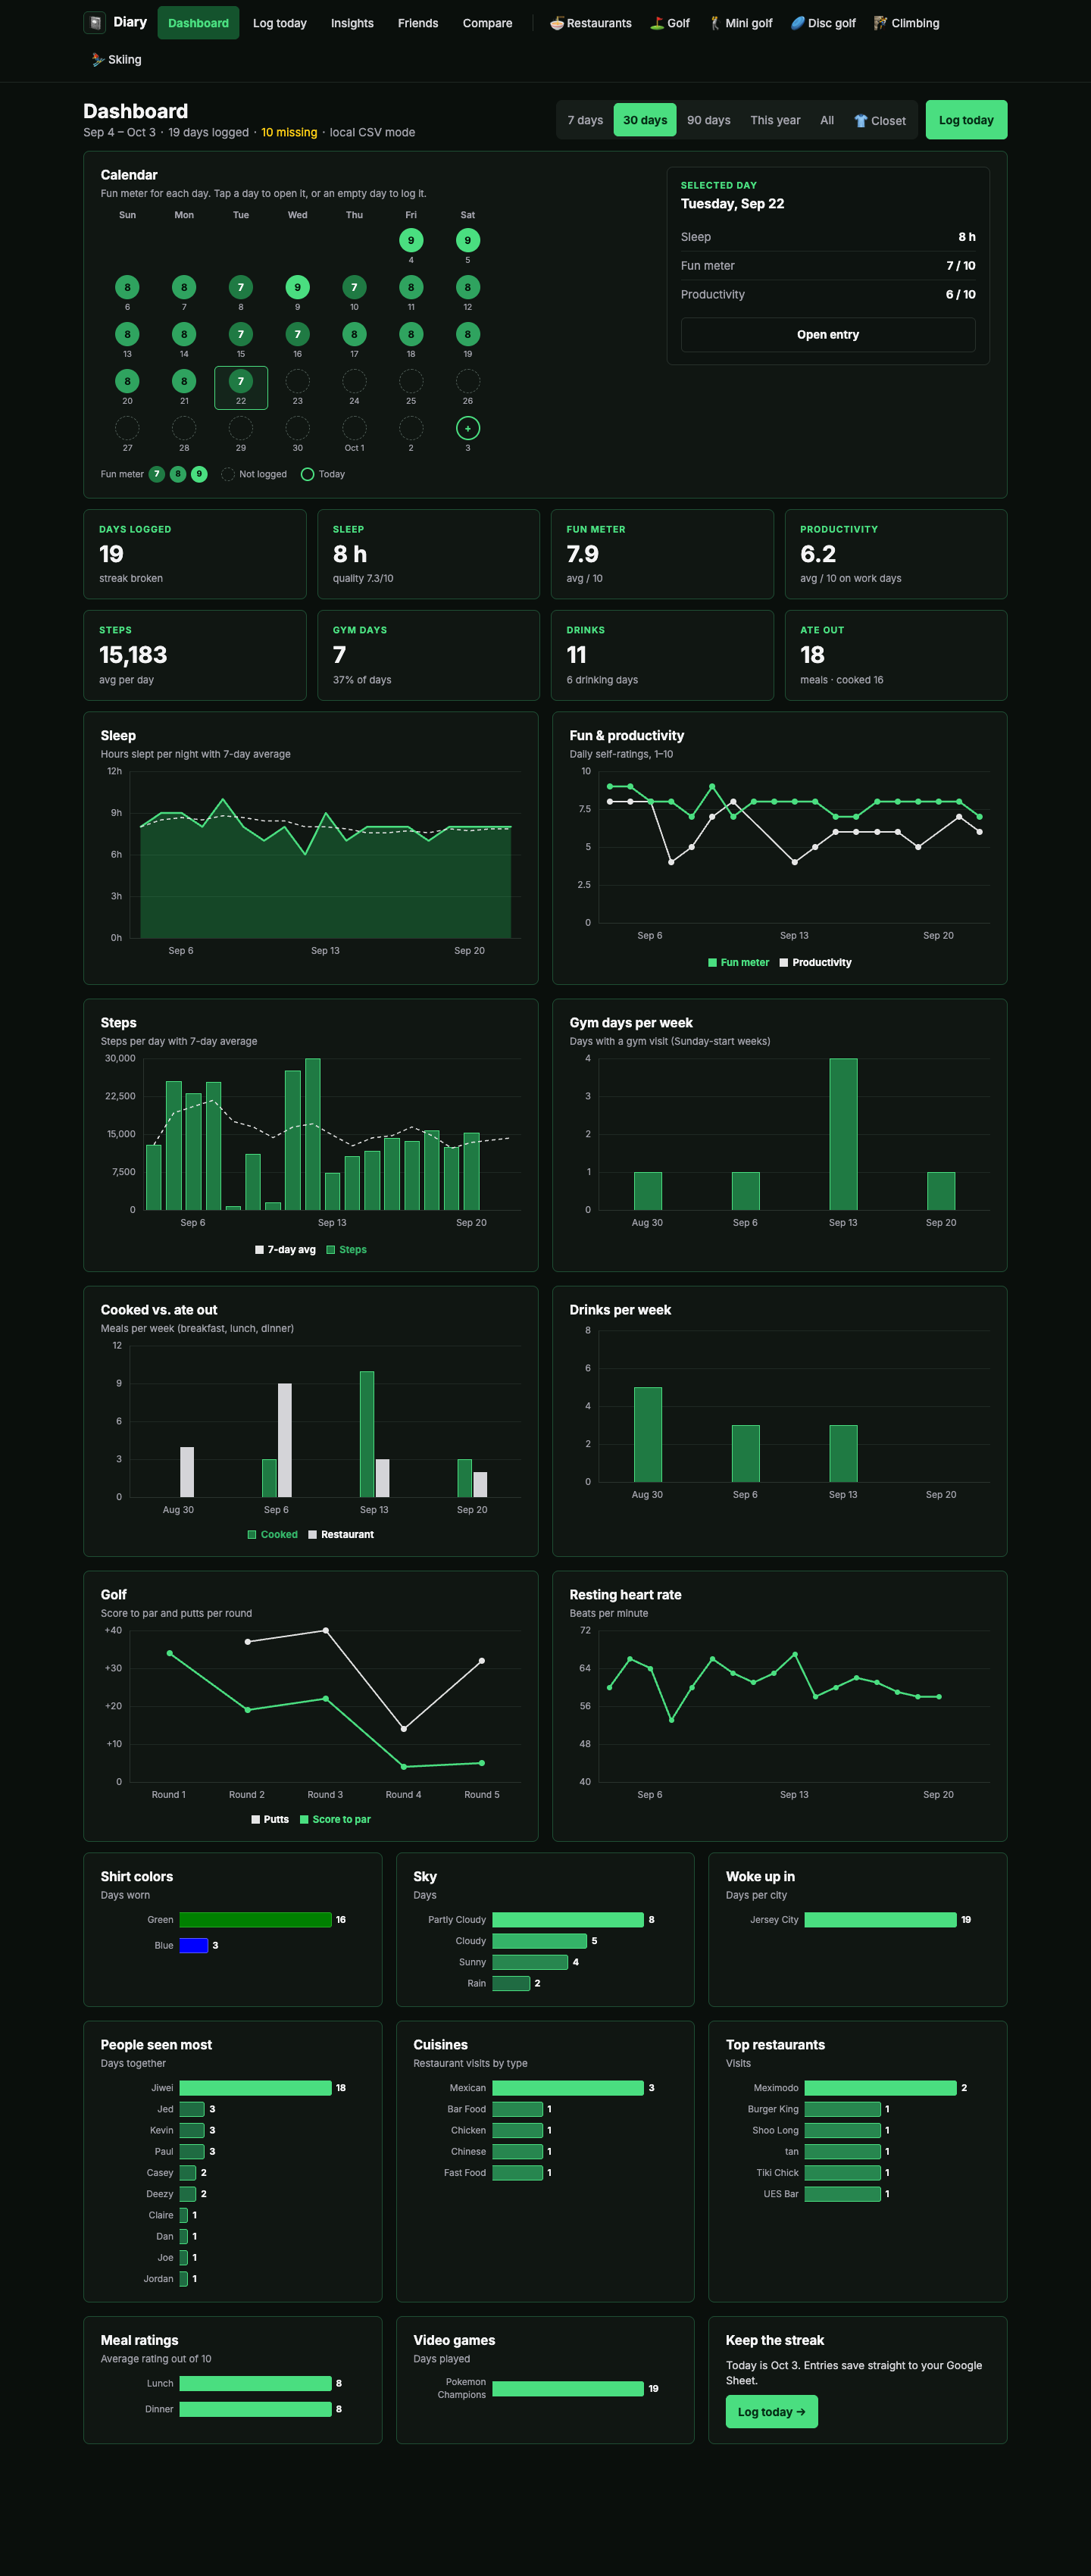 Diary
Dashboard
Log today
Insights
Friends
Compare
Restaurants
Golf
Mini golf
Disc golf
Climbing
Skiing
Dashboard
Sep 4 – Oct 3 · 19 days logged · 10 missing · local CSV mode
7 days
30 days
90 days
This year
All
Closet
Log today
Calendar
Fun meter for each day. Tap a day to open it, or an empty day to log it.
Sun Mon Tue Wed Thu Fri Sat
9 9
4 5
8 8 7 9 7 8 8
6 7 8 9 10 11 12
8 8 7 7 8 8 8
13 14 15 16 17 18 19
8 8 7
20 21 22 23 24 25 26
+
27 28 29 30 Oct 1 2 3
Fun meter 7 8 9 Not logged Today
SELECTED DAY
Tuesday, Sep 22
Sleep 8 h
Fun meter 7 / 10
Productivity 6 / 10
Open entry
DAYS LOGGED
19
streak broken
SLEEP
8 h
quality 7.3/10
FUN METER
7.9
avg / 10
PRODUCTIVITY
6.2
avg / 10 on work days
STEPS
15,183
avg per day
GYM DAYS
7
37% of days
DRINKS
11
6 drinking days
ATE OUT
18
meals · cooked 16
Sleep
Hours slept per night with 7-day average
12h
9h
6h
3h
0h
Sep 6 Sep 13 Sep 20
Fun & productivity
Daily self-ratings, 1–10
10
7.5
5
2.5
0
Sep 6 Sep 13 Sep 20
Fun meter Productivity
Steps
Steps per day with 7-day average
30,000
22,500
15,000
7,500
0
Sep 6 Sep 13 Sep 20
7-day avg Steps
Gym days per week
Days with a gym visit (Sunday-start weeks)
4
3
2
1
0
Aug 30 Sep 6 Sep 13 Sep 20
Cooked vs. ate out
Meals per week (breakfast, lunch, dinner)
12
9
6
3
0
Aug 30 Sep 6 Sep 13 Sep 20
Cooked Restaurant
Drinks per week
8
6
4
2
0
Aug 30 Sep 6 Sep 13 Sep 20
Golf
Score to par and putts per round
+40
+30
+20
+10
0
Round 1 Round 2 Round 3 Round 4 Round 5
Putts Score to par
Resting heart rate
Beats per minute
72
64
56
48
40
Sep 6 Sep 13 Sep 20
Shirt colors
Days worn
Green 16
Blue 3
Sky
Days
Partly Cloudy 8
Cloudy 5
Sunny 4
Rain 2
Woke up in
Days per city
Jersey City 19
People seen most
Days together
Jiwei 18
Jed 3
Kevin 3
Paul 3
Casey 2
Deezy 2
Claire 1
Dan 1
Joe 1
Jordan 1
Cuisines
Restaurant visits by type
Mexican 3
Bar Food 1
Chicken 1
Chinese 1
Fast Food 1
Top restaurants
Visits
Meximodo 2
Burger King 1
Shoo Long 1
tan 1
Tiki Chick 1
UES Bar 1
Meal ratings
Average rating out of 10
Lunch 8
Dinner 8
Video games
Days played
Pokemon
Champions 19
Keep the streak
Today is Oct 3. Entries save straight to your Google
Sheet.
Log today →